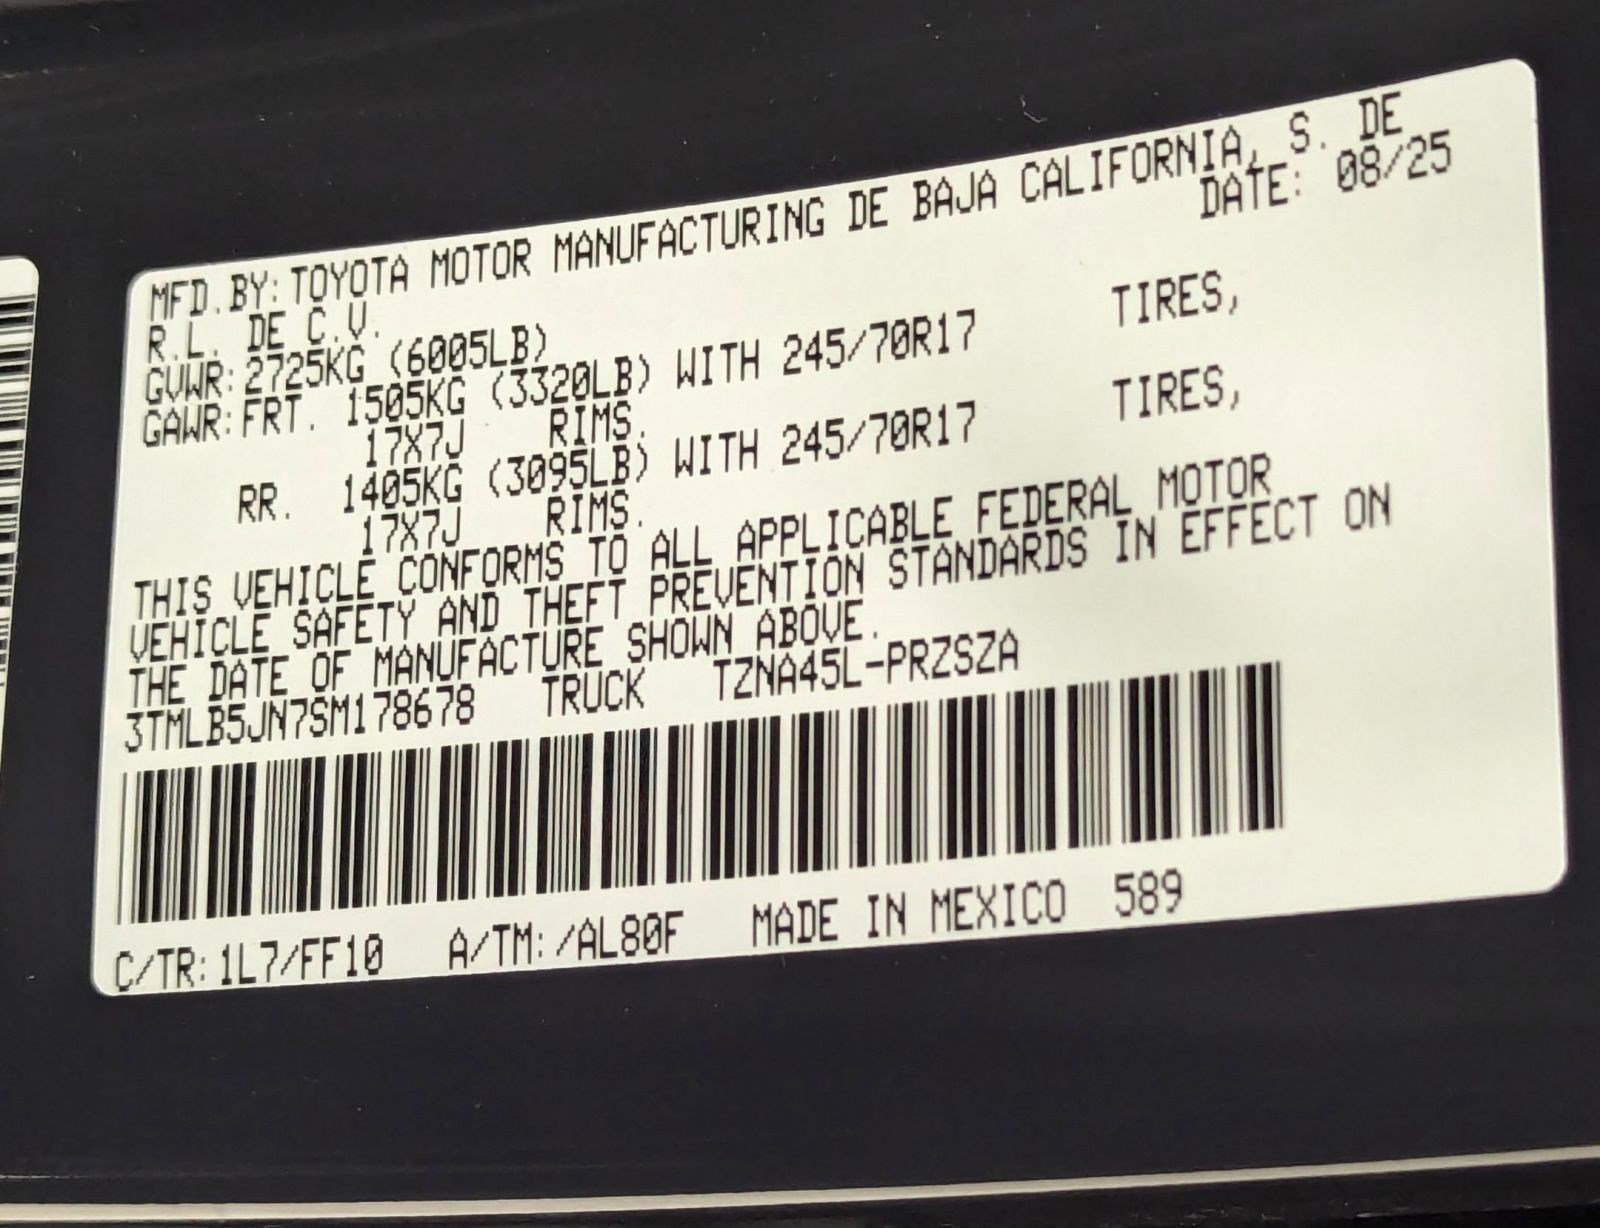 MFD.BY:TOYOTA MOTOR MANUFACTURING DE BAJA CALIFORNIA, S. DE
R.L. DE C.V. DATE: 08/25
GVWR:2725KG (6005LB)
GAWR:FRT. 1505KG (3320LB) WITH 245/70R17 TIRES,
17X7J RIMS.
RR. 1405KG (3095LB) WITH 245/70R17 TIRES,
17X7J RIMS.
THIS VEHICLE CONFORMS TO ALL APPLICABLE FEDERAL MOTOR
VEHICLE SAFETY AND THEFT PREVENTION STANDARDS IN EFFECT ON
THE DATE OF MANUFACTURE SHOWN ABOVE.
3TMLB5JN7SM178678 TRUCK TZNA45L-PRZSZA
C/TR:1L7/FF10 A/TM:/AL80F MADE IN MEXICO 589